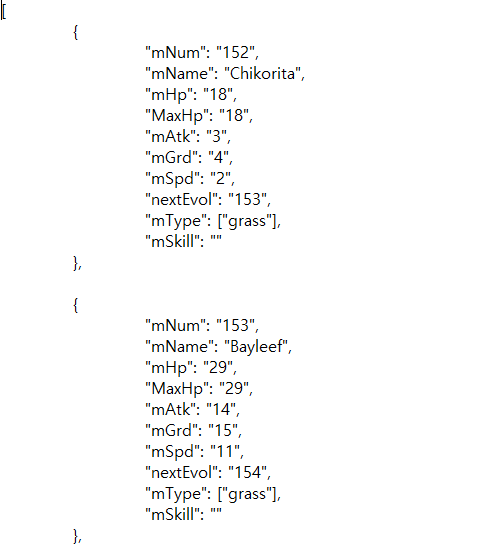 [
{
"mNum": "152",
"mName": "Chikorita",
"mHp": "18",
"MaxHp": "18",
"mAtk": "3",
"mGrd": "4",
"mSpd": "2",
"nextEvol": "153",
"mType": ["grass"],
"mSkill": ""
},
{
"mNum": "153",
"mName": "Bayleef",
"mHp": "29",
"MaxHp": "29",
"mAtk": "14",
"mGrd": "15",
"mSpd": "11",
"nextEvol": "154",
"mType": ["grass"],
"mSkill": ""
},